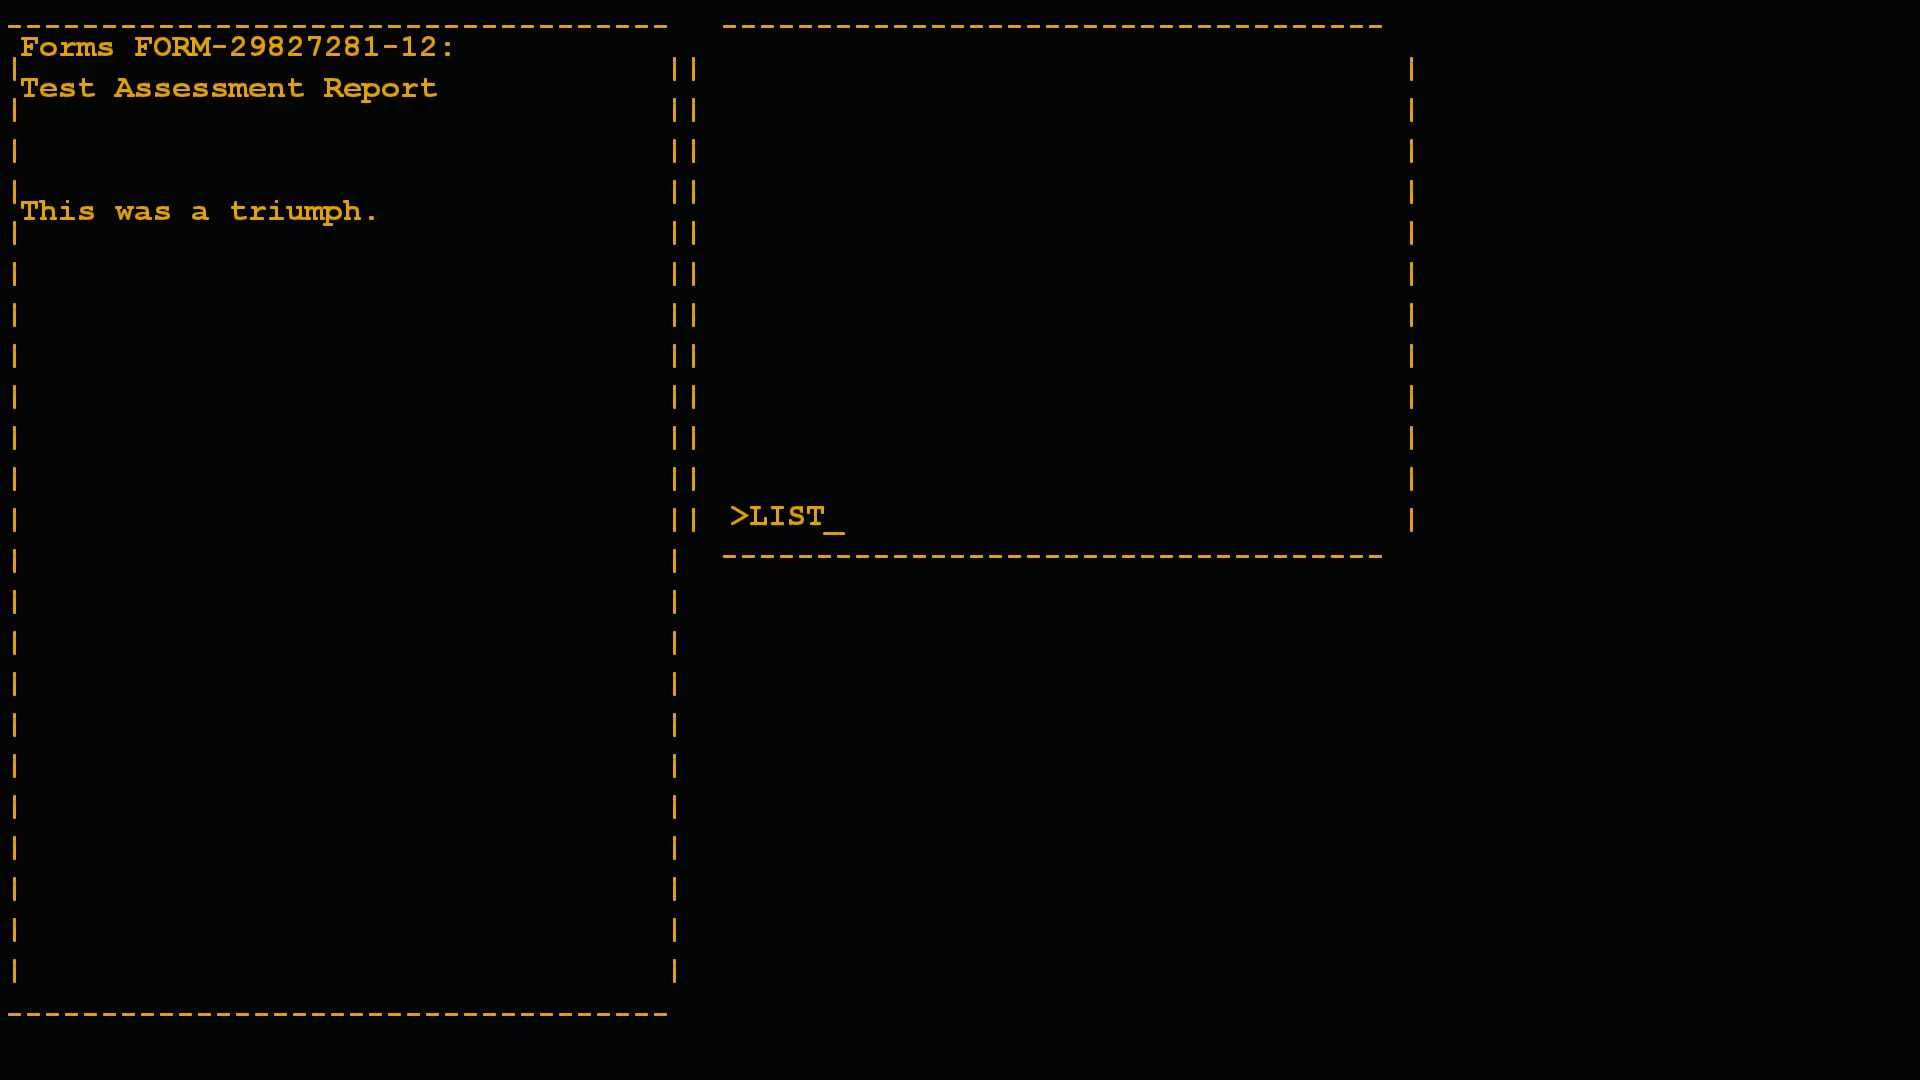 Forms FORM-29827281-12:
Test Assessment Report
This was a triumph.
>LIST_